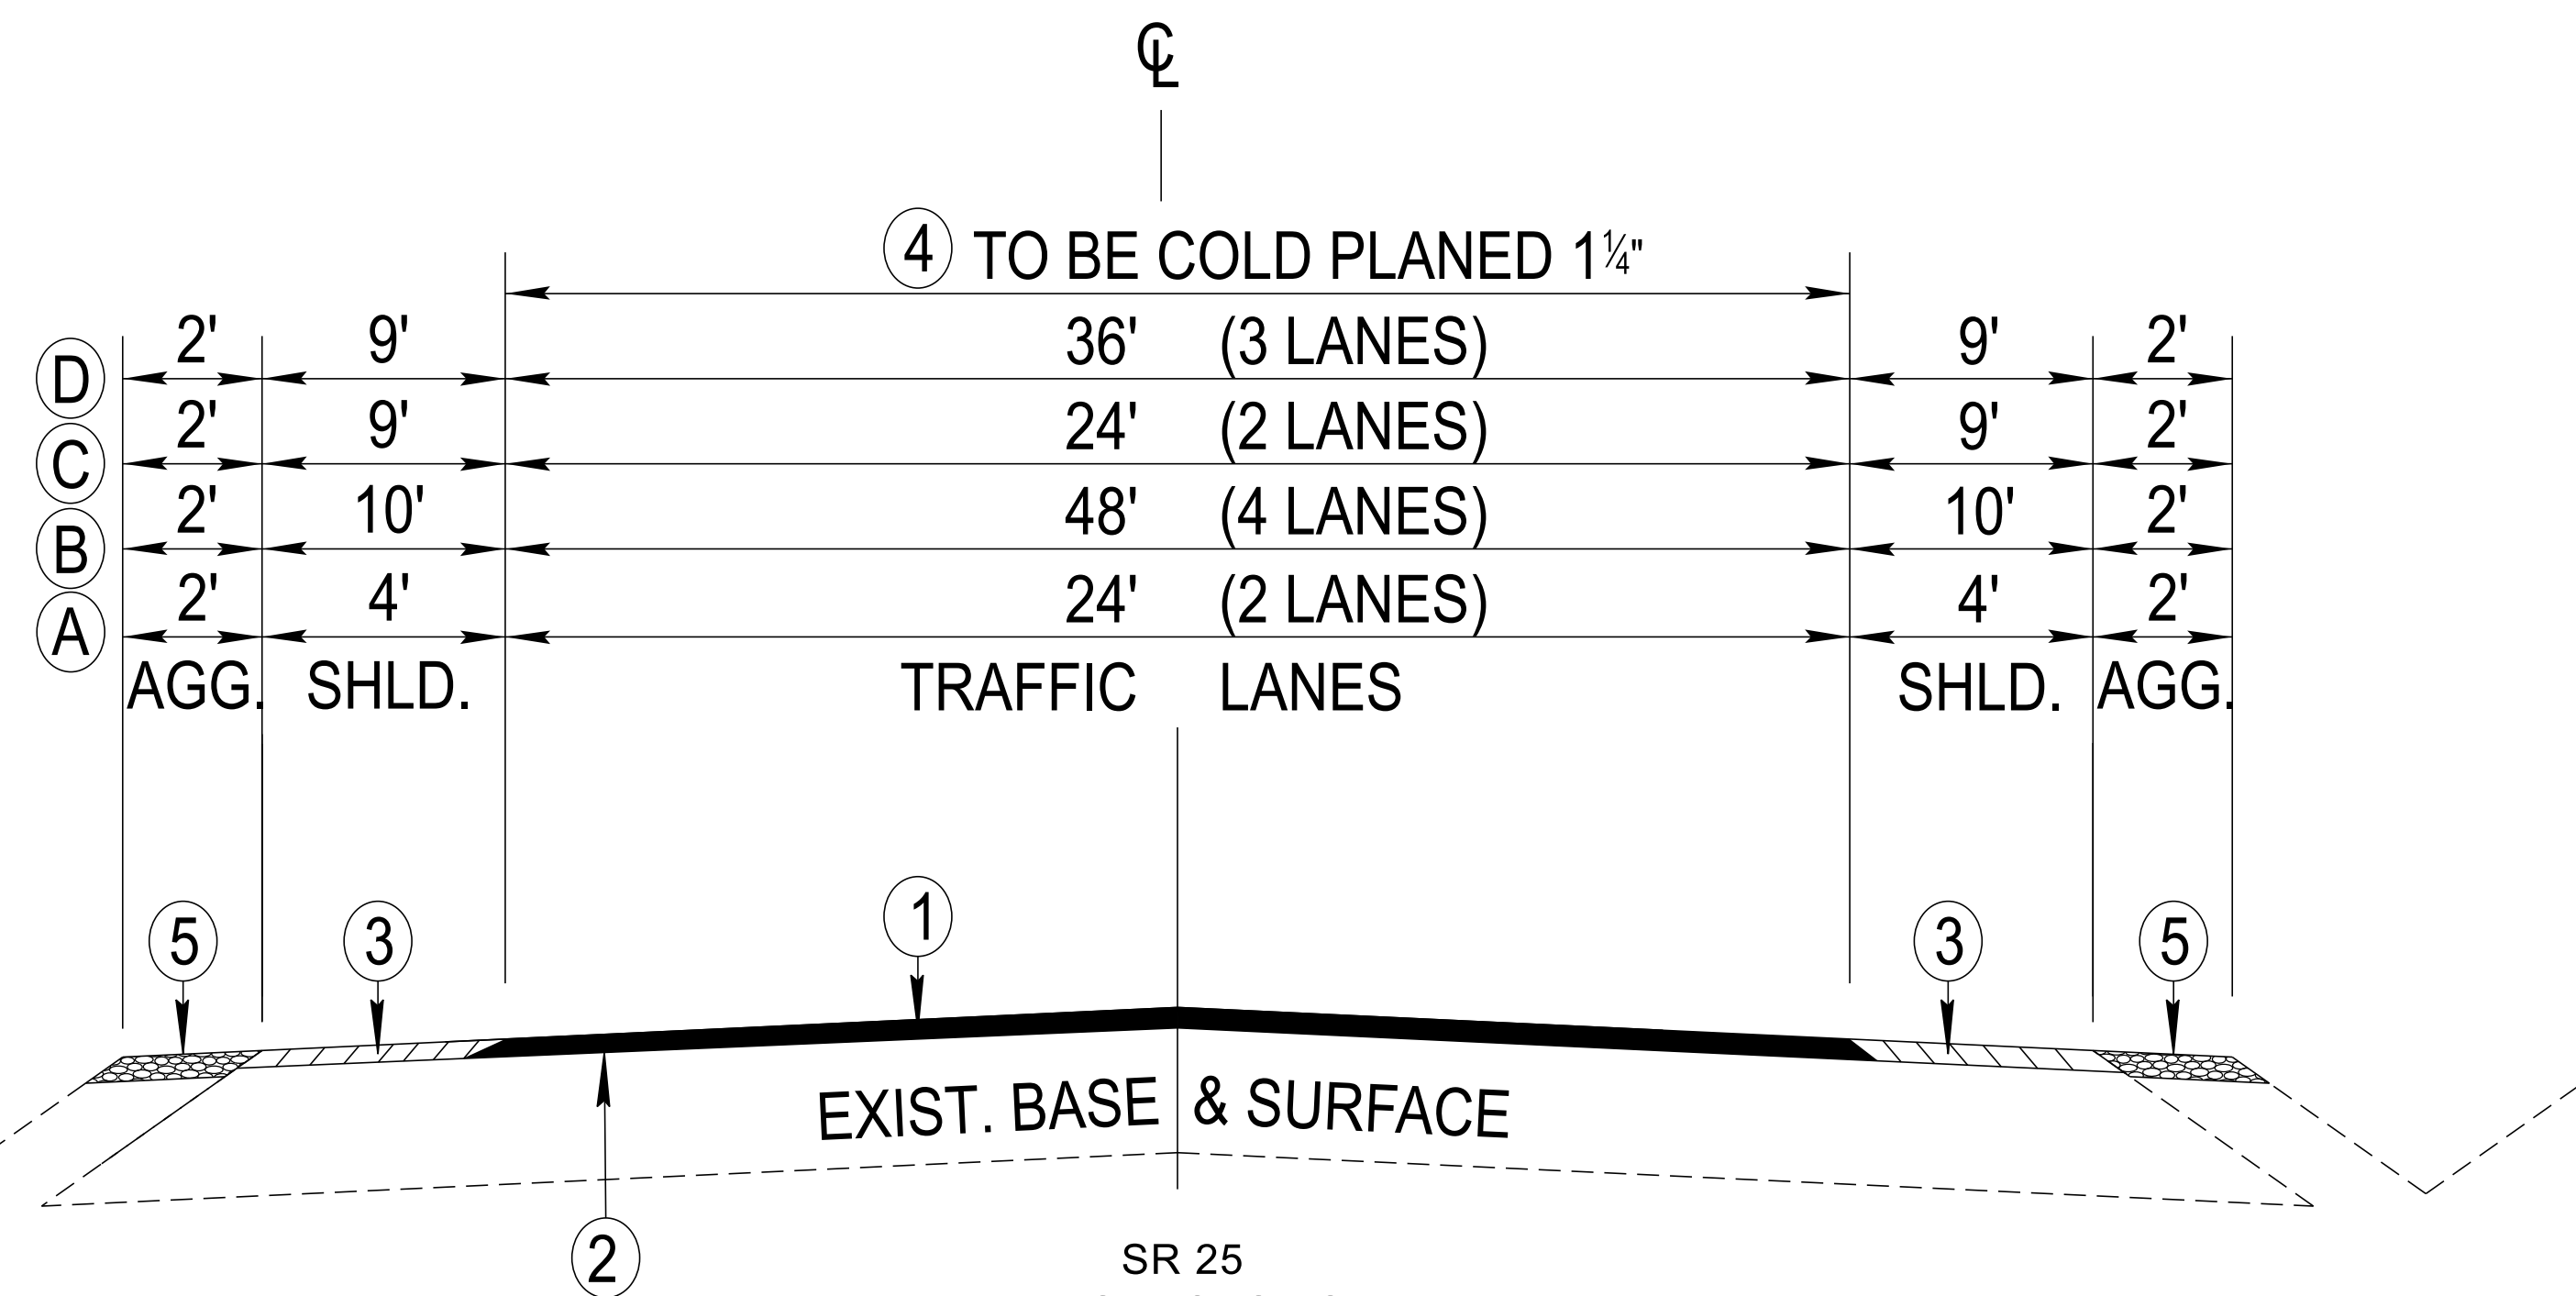 ℄
④ TO BE COLD PLANED 1¼"
Ⓓ 2' 9' 36' (3 LANES) 9' 2'
Ⓒ 2' 9' 24' (2 LANES) 9' 2'
Ⓑ 2' 10' 48' (4 LANES) 10' 2'
Ⓐ 2' 4' 24' (2 LANES) 4' 2'
AGG. SHLD. TRAFFIC LANES SHLD. AGG.
⑤ ③ ① ③ ⑤
EXIST. BASE & SURFACE
②
SR 25